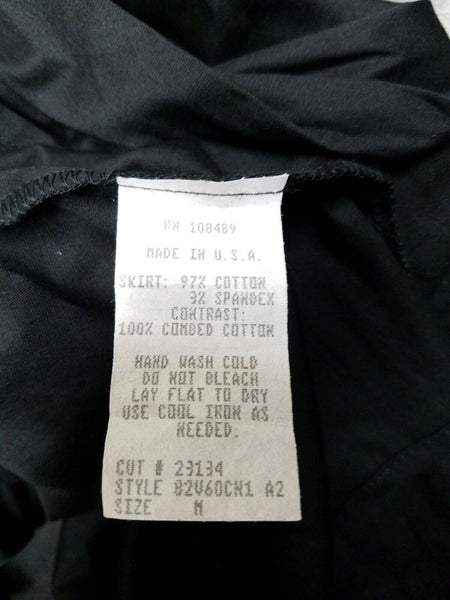 RN 108489
MADE IN U.S.A.
SKIRT: 97% COTTON
3% SPANDEX
CONTRAST:
100% COMBED COTTON
HAND WASH COLD
DO NOT BLEACH
LAY FLAT TO DRY
USE COOL IRON AS
NEEDED.
CUT # 23134
STYLE 82V60CN1 A2
SIZE M